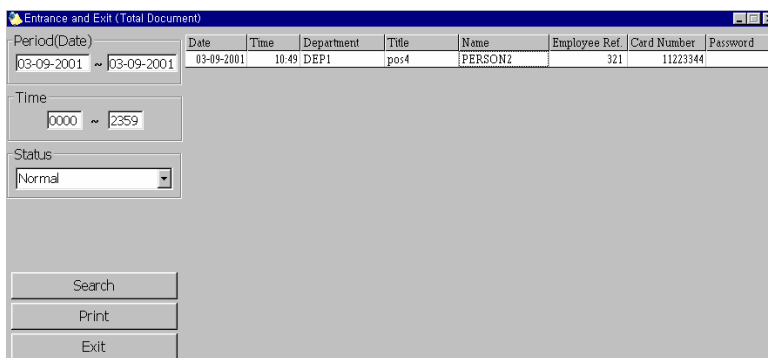 Entrance and Exit (Total Document)
Period(Date)
03-09-2001 ~ 03-09-2001
Time
0000 ~ 2359
Status
Normal
Search
Print
Exit
Date Time Department Title Name Employee Ref. Card Number Password
03-09-2001 10:49 DEP1 pos4 PERSON2 321 11223344